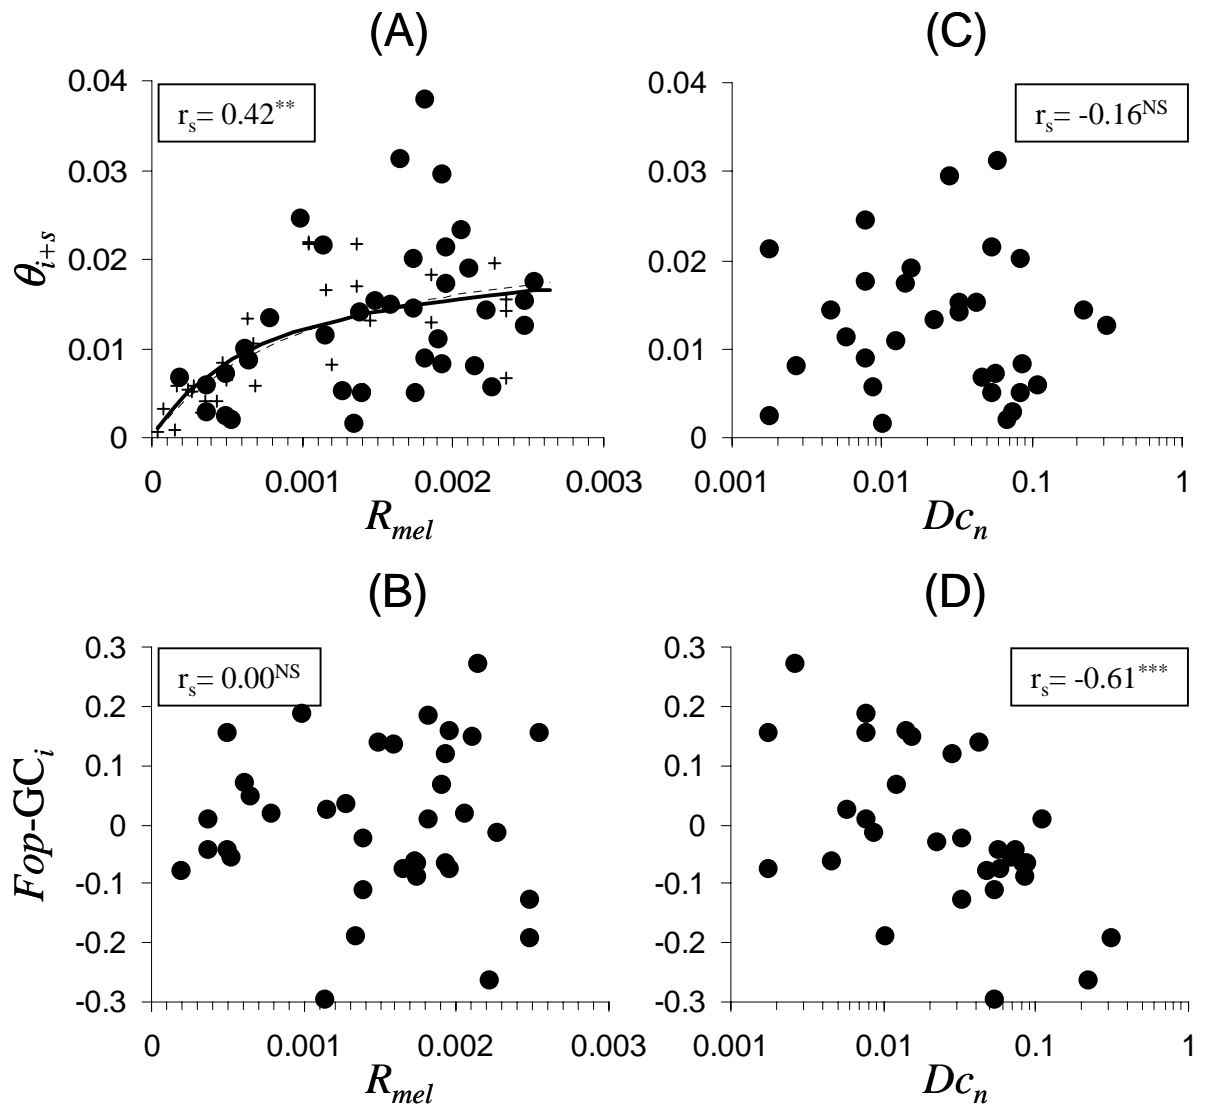 (A)
r_s= 0.42**
0.04
0.03
0.02
0.01
0
θ_i+s
0 0.001 0.002 0.003
R_mel
(C)
r_s= -0.16^NS
0.04
0.03
0.02
0.01
0
0.001 0.01 0.1 1
Dc_n
(B)
r_s= 0.00^NS
0.3
0.2
0.1
0
-0.1
-0.2
-0.3
Fop-GC_i
0 0.001 0.002 0.003
R_mel
(D)
r_s= -0.61***
0.3
0.2
0.1
0
-0.1
-0.2
-0.3
0.001 0.01 0.1 1
Dc_n